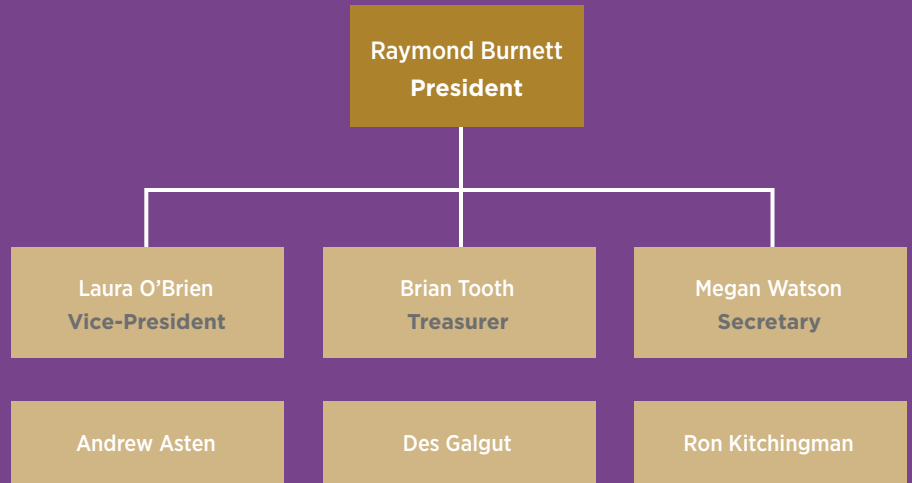 Raymond Burnett
President
Laura O’Brien
Vice-President
Brian Tooth
Treasurer
Megan Watson
Secretary
Andrew Asten
Des Galgut
Ron Kitchingman